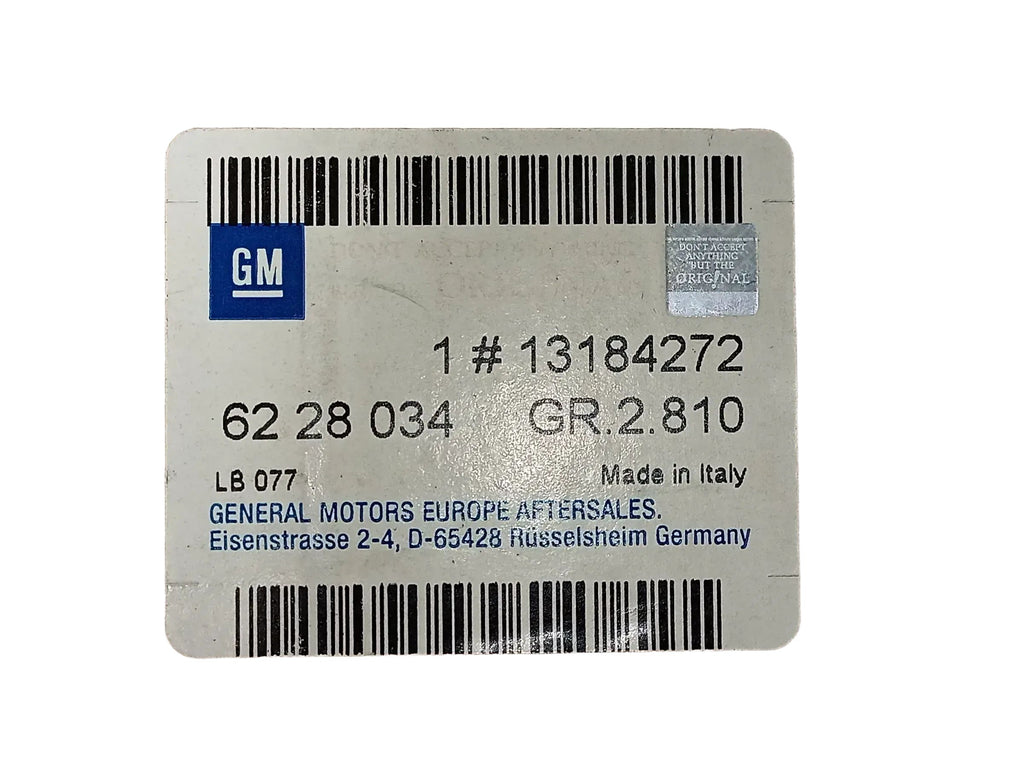 GM
DON'T ACCEPT
ANYTHING
BUT THE
ORIGINAL
1 # 13184272
62 28 034 GR.2.810
LB 077 Made in Italy
GENERAL MOTORS EUROPE AFTERSALES.
Eisenstrasse 2-4, D-65428 Rüsselsheim Germany